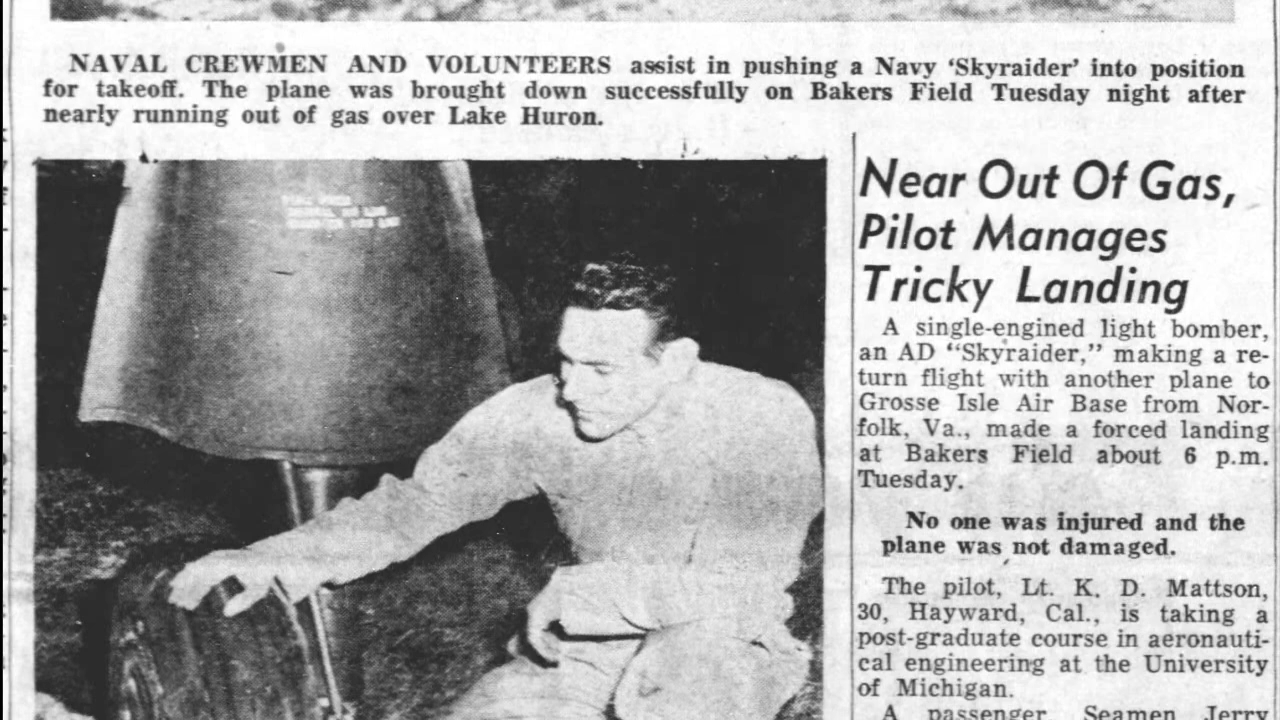 NAVAL CREWMEN AND VOLUNTEERS assist in pushing a Navy ‘Skyraider’ into position
for takeoff. The plane was brought down successfully on Bakers Field Tuesday night after
nearly running out of gas over Lake Huron.
Near Out Of Gas,
Pilot Manages
Tricky Landing
A single-engined light bomber,
an AD “Skyraider,” making a re-
turn flight with another plane to
Grosse Isle Air Base from Nor-
folk, Va., made a forced landing
at Bakers Field about 6 p.m.
Tuesday.
No one was injured and the
plane was not damaged.
The pilot, Lt. K. D. Mattson,
30, Hayward, Cal., is taking a
post-graduate course in aeronauti-
cal engineering at the University
of Michigan.
A passenger, Seamen Jerry